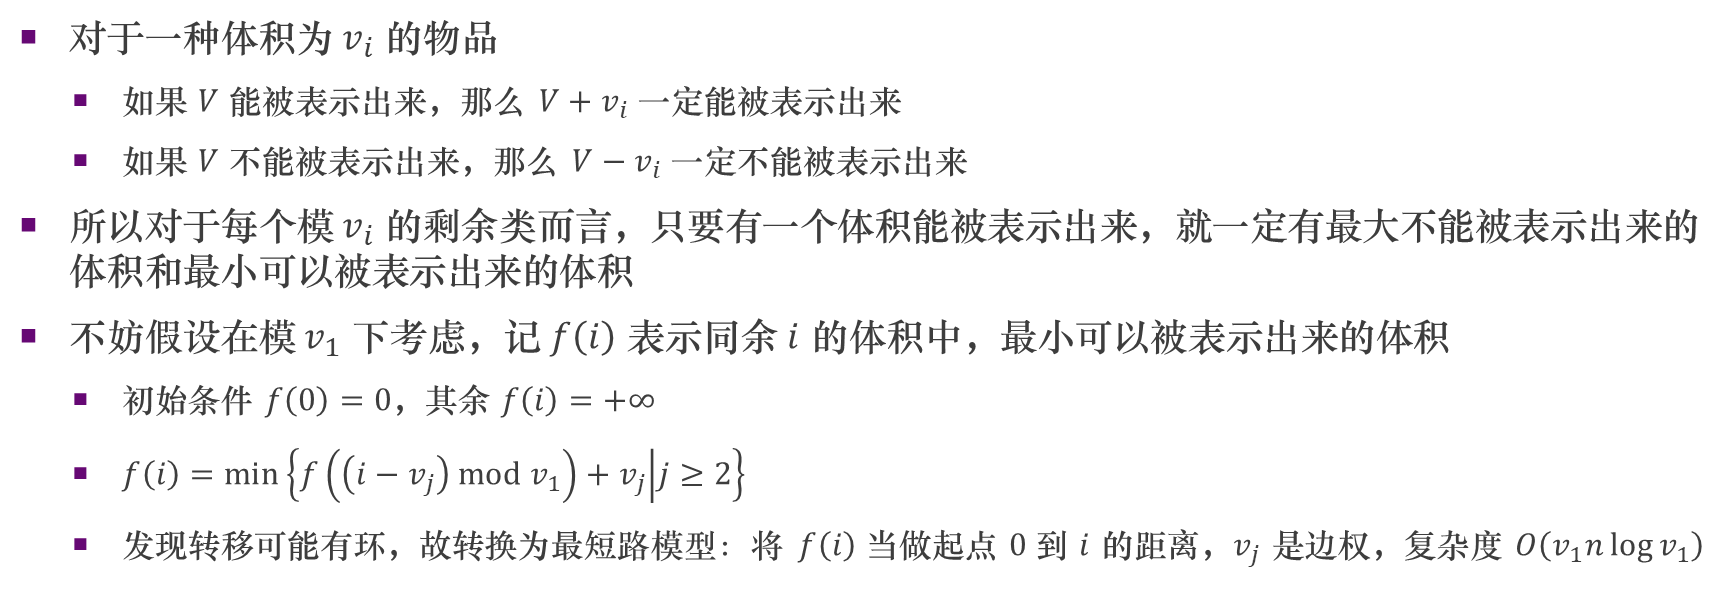 对于一种体积为 𝑣ᵢ 的物品
如果 𝑉 能被表示出来，那么 𝑉 + 𝑣ᵢ 一定能被表示出来
如果 𝑉 不能被表示出来，那么 𝑉 − 𝑣ᵢ 一定不能被表示出来
所以对于每个模 𝑣ᵢ 的剩余类而言，只要有一个体积能被表示出来，就一定有最大不能被表示出来的
体积和最小可以被表示出来的体积
不妨假设在模 𝑣₁ 下考虑，记 𝑓(𝑖) 表示同余 𝑖 的体积中，最小可以被表示出来的体积
初始条件 𝑓(0) = 0，其余 𝑓(𝑖) = +∞
𝑓(𝑖) = min{𝑓((𝑖 − 𝑣ⱼ) mod 𝑣₁) + 𝑣ⱼ|𝑗 ≥ 2}
发现转移可能有环，故转换为最短路模型：将 𝑓(𝑖) 当做起点 0 到 𝑖 的距离，𝑣ⱼ 是边权，复杂度 𝑂(𝑣₁𝑛 log 𝑣₁)